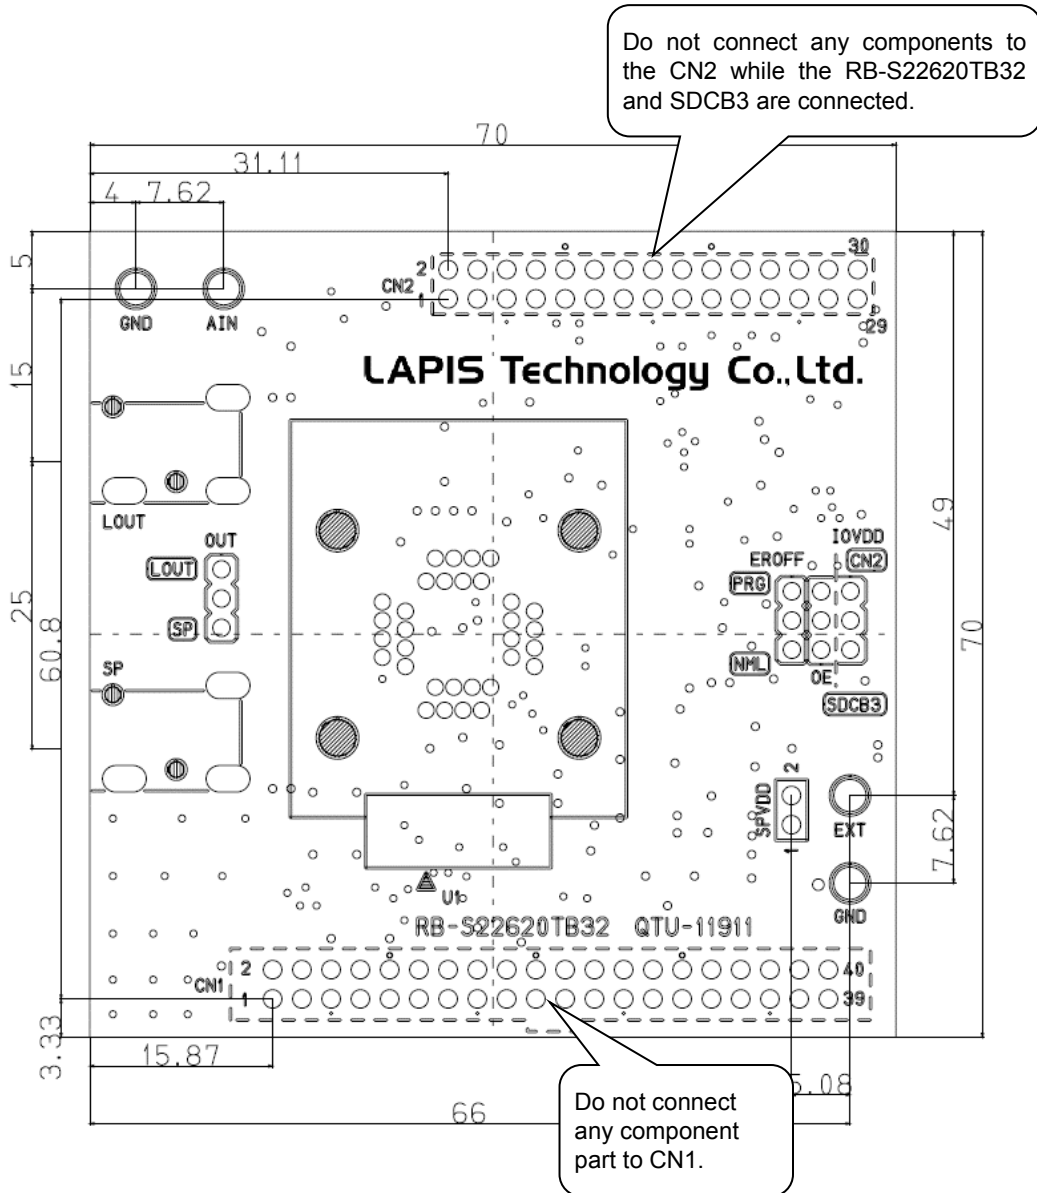 Do not connect any components to
the CN2 while the RB-S22620TB32
and SDCB3 are connected.
70
31.11
4
7.62
5
2
30
CN2
1
29
GND
AIN
LAPIS Technology Co.,Ltd.
15
49
LOUT
OUT
IOVDD
LOUT
EROFF
CN2
PRG
25
SP
60.8
70
SP
NML
OE
SDCB3
2
SPVDD
EXT
1
7.62
U1
GND
RB-S22620TB32 QTU-11911
2
40
CN1
1
39
3.33
15.87
5.08
66
Do not connect
any component
part to CN1.